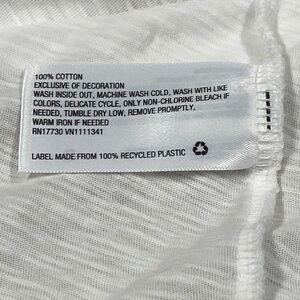 100% COTTON
EXCLUSIVE OF DECORATION
WASH INSIDE OUT, MACHINE WASH COLD, WASH WITH LIKE
COLORS, DELICATE CYCLE, ONLY NON-CHLORINE BLEACH IF
NEEDED, TUMBLE DRY LOW, REMOVE PROMPTLY.
WARM IRON IF NEEDED
RN17730 VN1111341
LABEL MADE FROM 100% RECYCLED PLASTIC